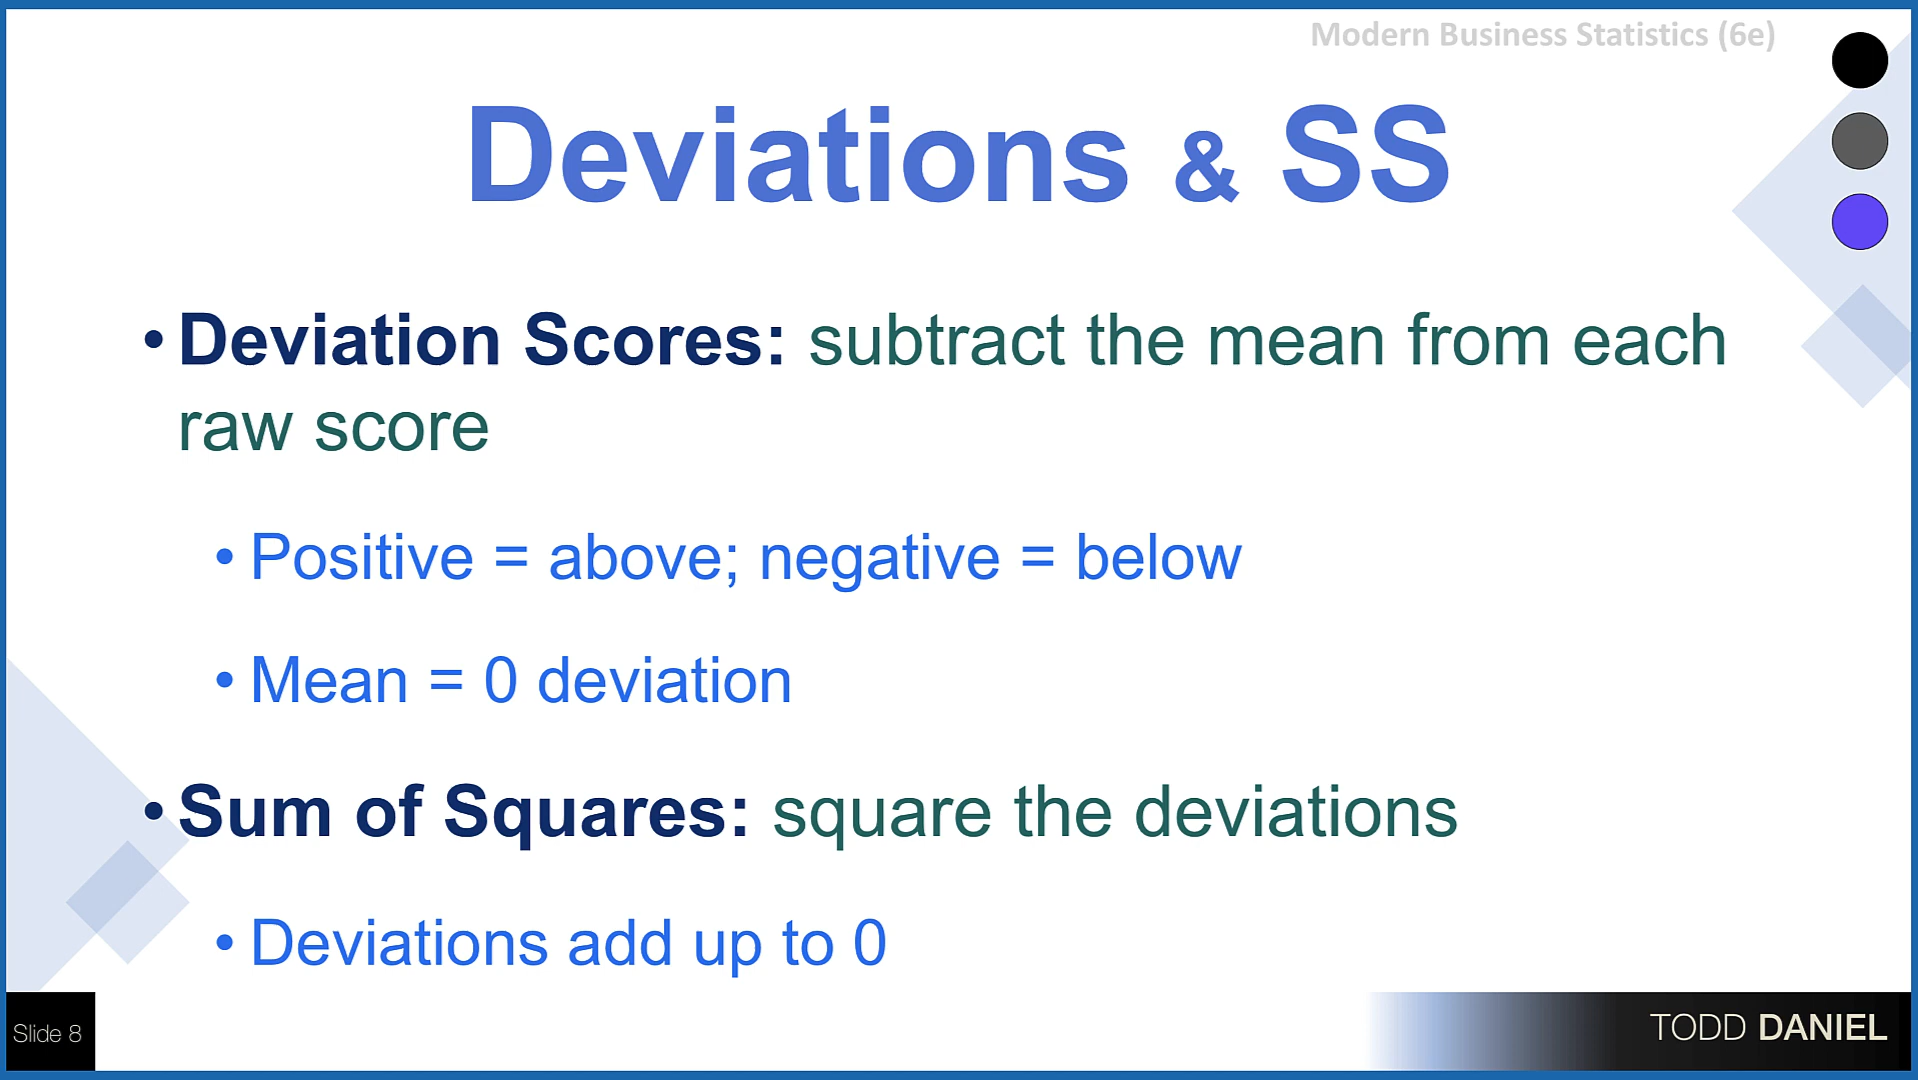 Modern Business Statistics (6e)
Deviations & SS
• Deviation Scores: subtract the mean from each
raw score
• Positive = above; negative = below
• Mean = 0 deviation
• Sum of Squares: square the deviations
• Deviations add up to 0
Slide 8
TODD DANIEL